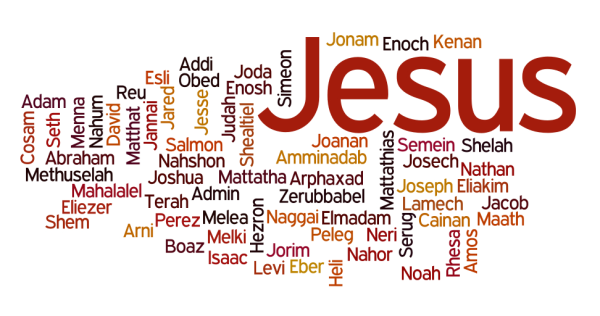 Jesus
Jonam
Enoch
Kenan
Addi
Simeon
Esli
Obed
Joda
Reu
Enosh
Adam
Menna
Nahum
David
Matthat
Jannai
Jared
Jesse
Judah
Shealtiel
Cosam
Seth
Salmon
Joanan
Mattathias
Semein
Shelah
Abraham
Nahshon
Amminadab
Josech
Nathan
Methuselah
Joshua
Mattatha
Arphaxad
Mahalalel
Admin
Zerubbabel
Joseph
Eliakim
Eliezer
Terah
Lamech
Jacob
Shem
Perez
Melea
Hezron
Naggai
Elmadam
Serug
Cainan
Maath
Arni
Melki
Peleg
Neri
Boaz
Jorim
Nahor
Rhesa
Amos
Isaac
Levi
Eber
Heli
Noah